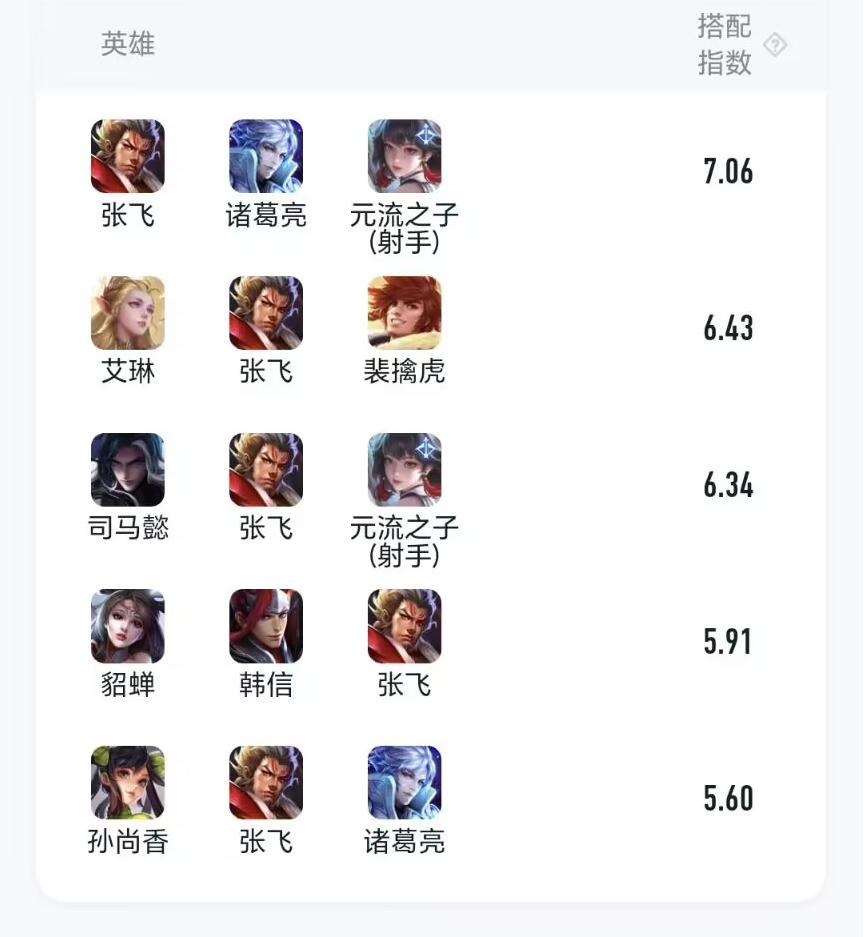 英雄
搭配
指数
张飞 诸葛亮 元流之子
(射手)
7.06
艾琳 张飞 裴擒虎
6.43
司马懿 张飞 元流之子
(射手)
6.34
貂蝉 韩信 张飞
5.91
孙尚香 张飞 诸葛亮
5.60